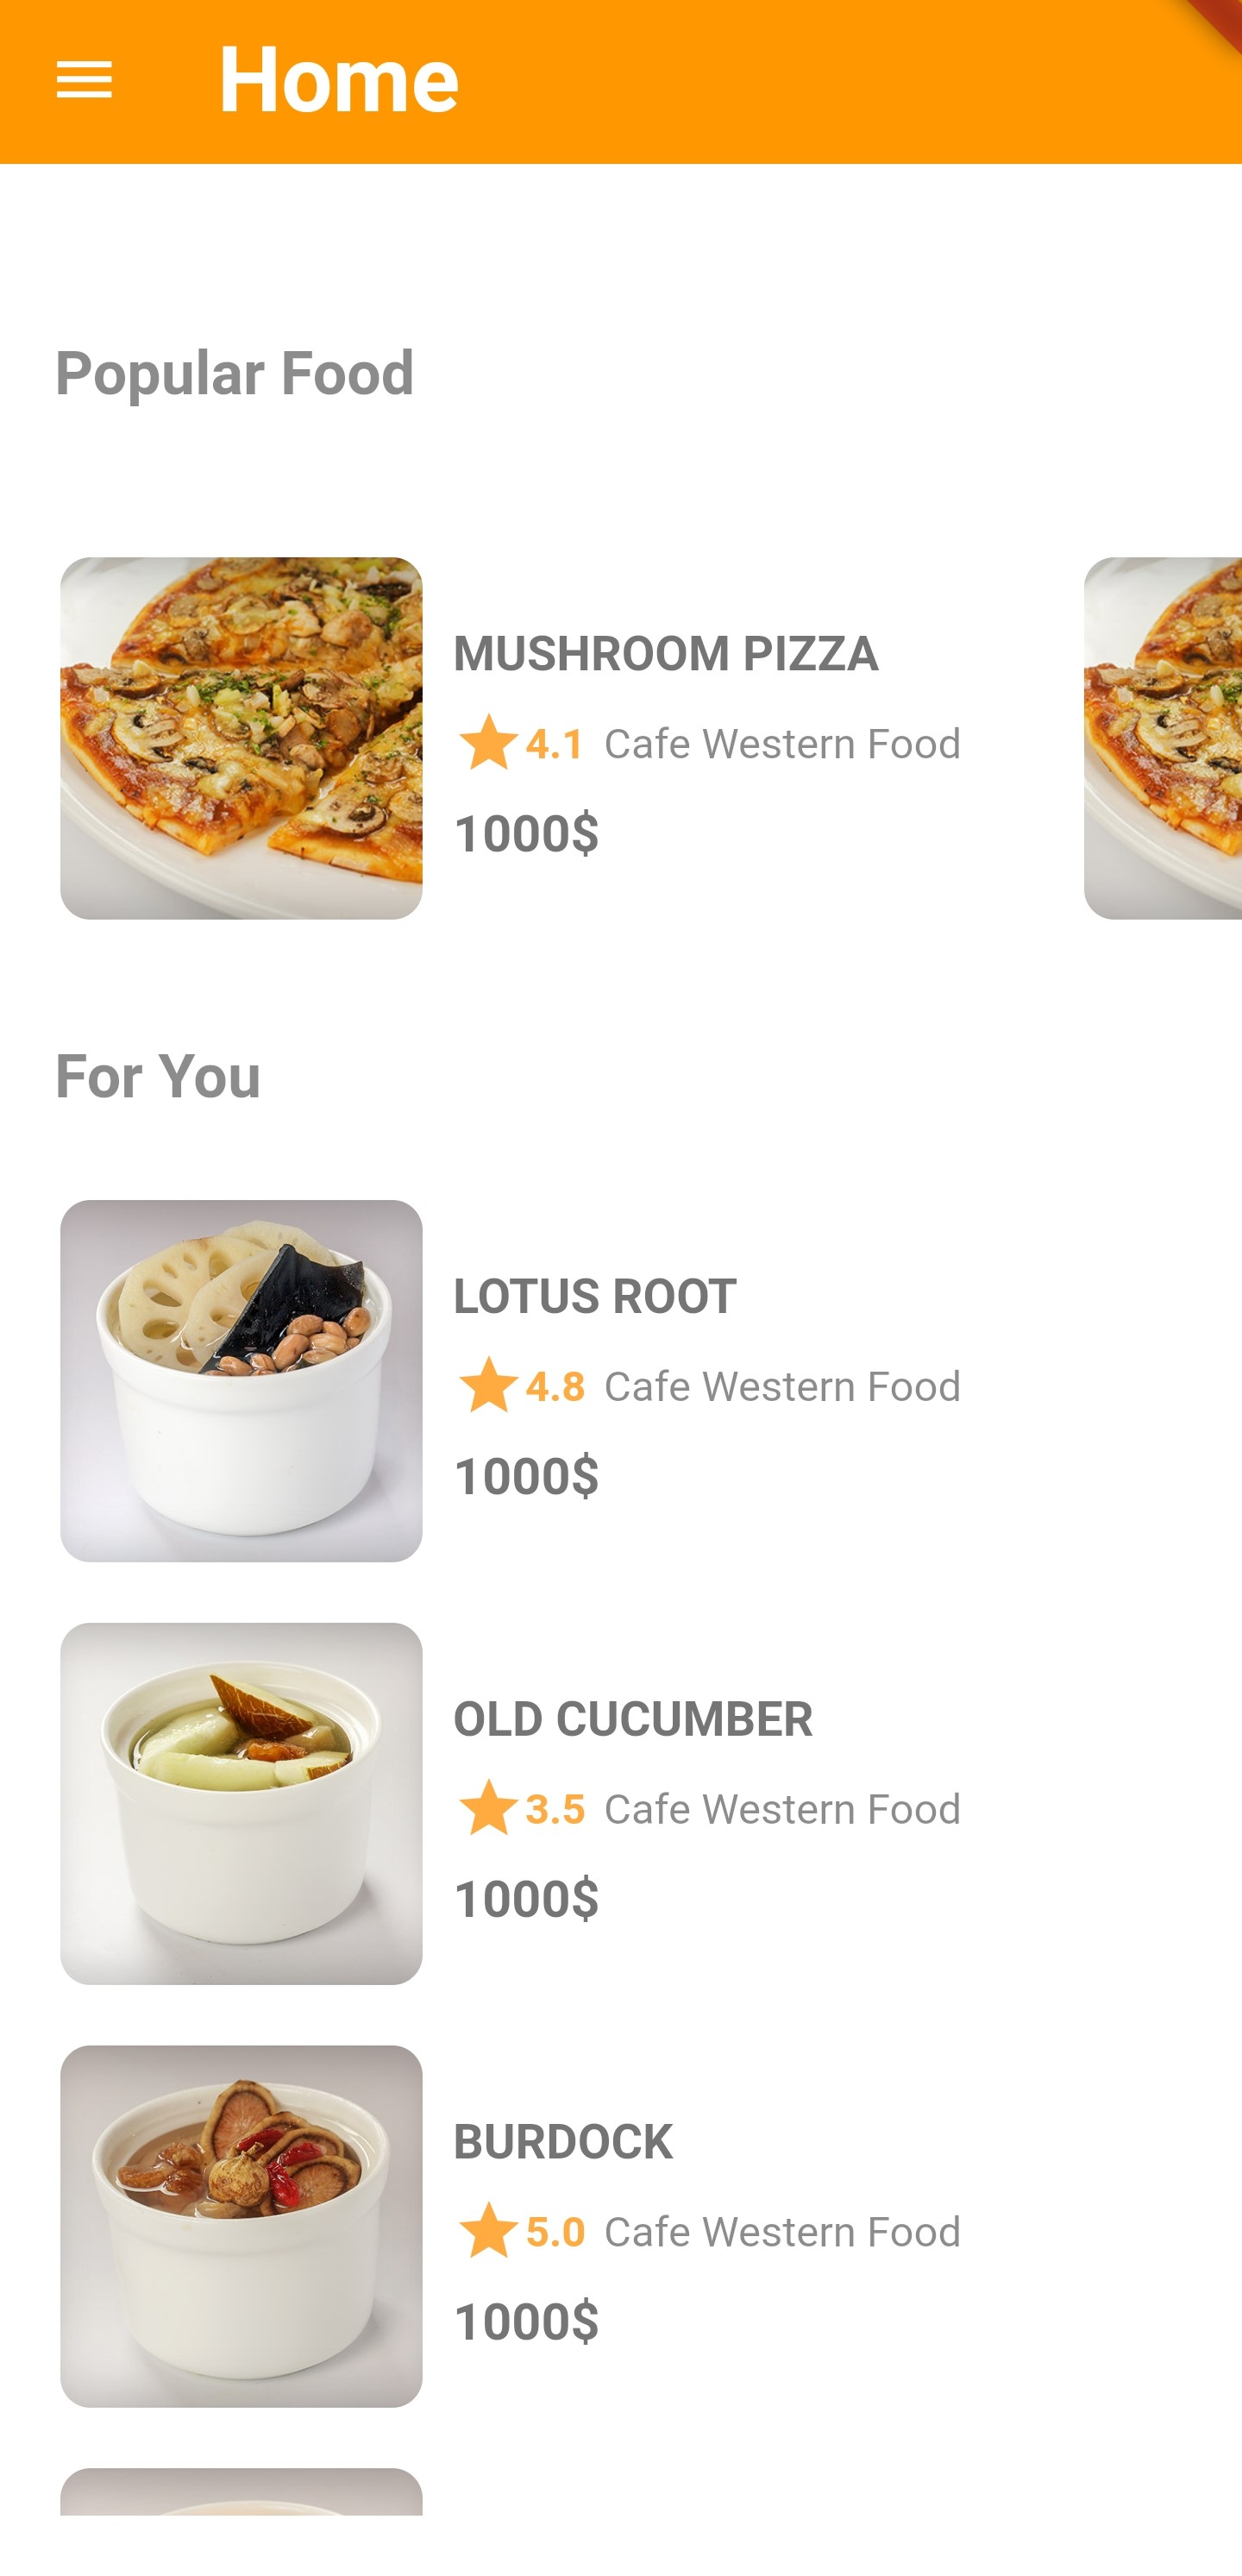 Home
Popular Food
MUSHROOM PIZZA
4.1 Cafe Western Food
1000$
For You
LOTUS ROOT
4.8 Cafe Western Food
1000$
OLD CUCUMBER
3.5 Cafe Western Food
1000$
BURDOCK
5.0 Cafe Western Food
1000$